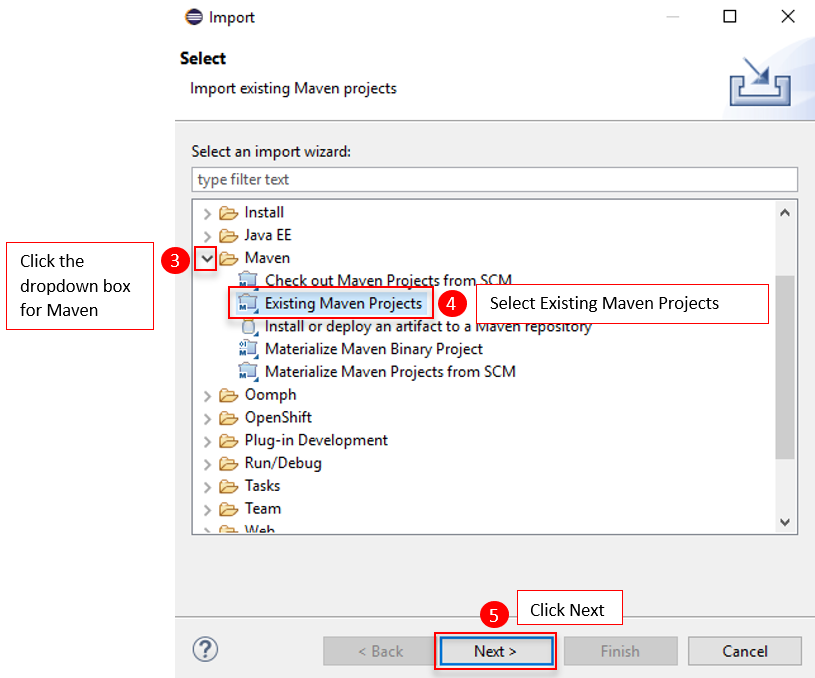 Import
Select
Import existing Maven projects
Select an import wizard:
type filter text
Install
Java EE
Click the
dropdown box
for Maven
3
Maven
Check out Maven Projects from SCM
Existing Maven Projects
4
Select Existing Maven Projects
Install or deploy an artifact to a Maven repository
Materialize Maven Binary Project
Materialize Maven Projects from SCM
Oomph
OpenShift
Plug-in Development
Run/Debug
Tasks
Team
Web
5
Click Next
?
< Back
Next >
Finish
Cancel